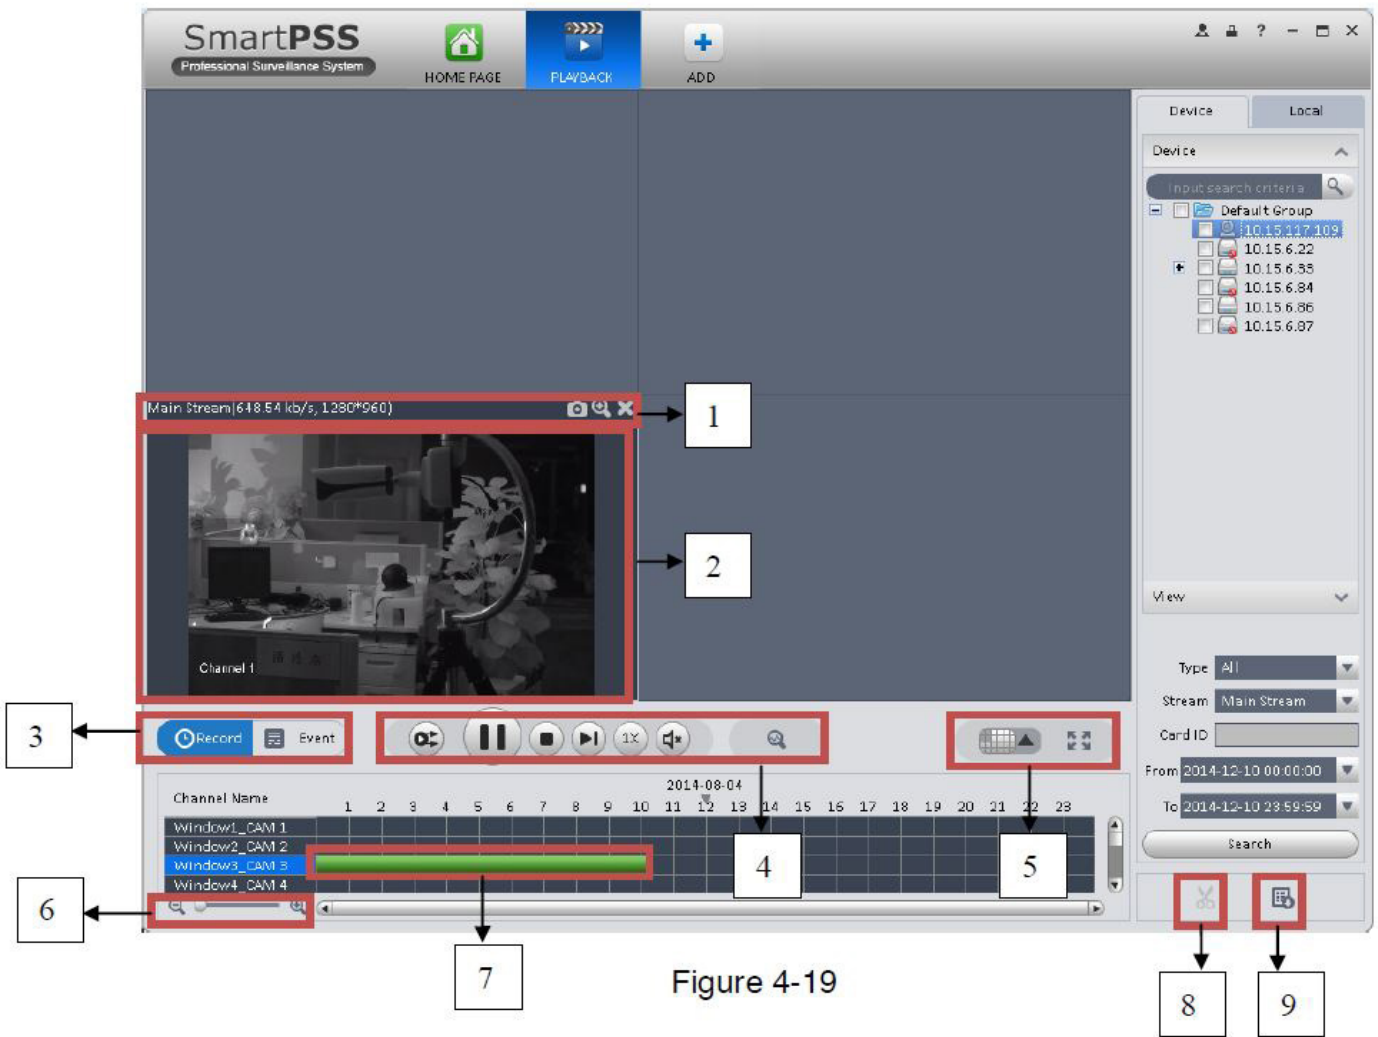 SmartPSS
Professional Surveillance System
HOME PAGE
PLAYBACK
ADD
?
Device
Local
Device
Input search criteria
Default Group
10.15.117.109
10.15.6.22
10.15.6.83
10.15.6.84
10.15.6.86
10.15.6.87
View
Type All
Stream Main Stream
Card ID
From 2014-12-10 00:00:00
To 2014-12-10 23:59:59
Search
Main Stream(648.54 kb/s, 1280*960)
Channel 1
1
2
3
Record
Event
1X
2014-08-04
Channel Name
1 2 3 4 5 6 7 8 9 10 11 12 13 14 15 16 17 18 19 20 21 22 23
Window1_CAM 1
Window2_CAM 2
Window3_CAM 3
Window4_CAM 4
4
5
6
7
8
9
Figure 4-19